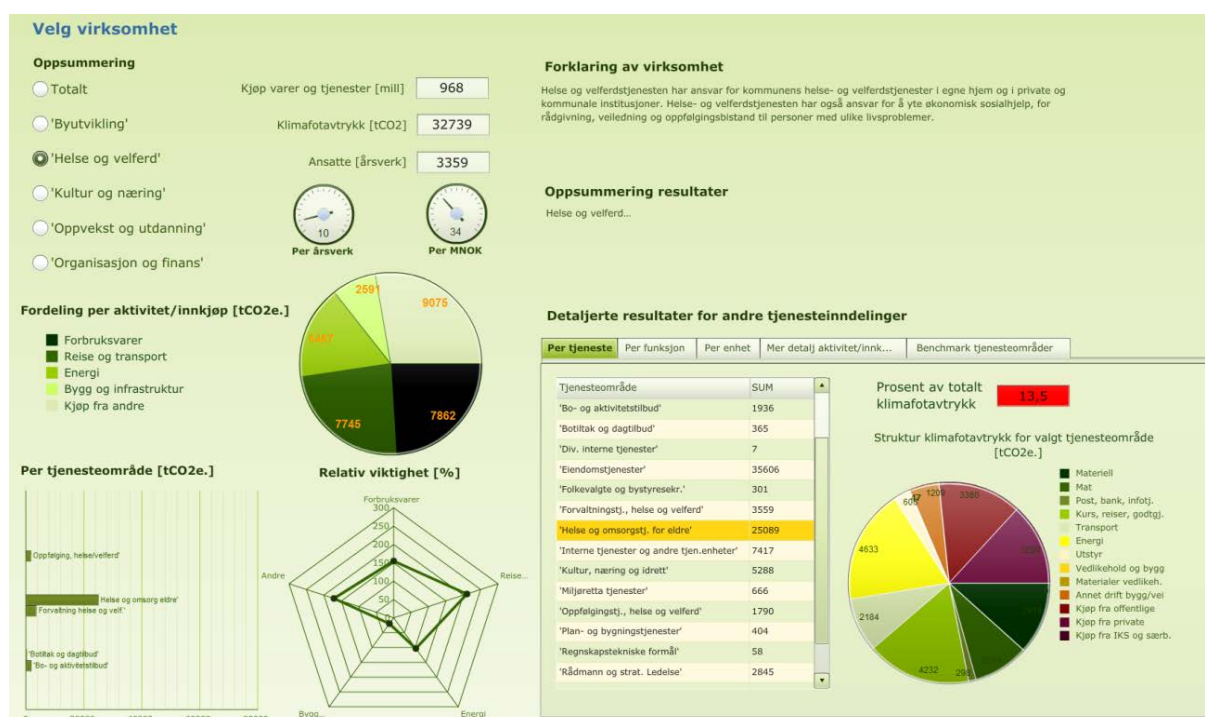 Velg virksomhet
Oppsummering
Totalt
'Byutvikling'
'Helse og velferd'
'Kultur og næring'
'Oppvekst og utdanning'
'Organisasjon og finans'
Kjøp varer og tjenester [mill] 968
Klimafotavtrykk [tCO2] 32739
Ansatte [årsverk] 3359
10
Per årsverk
34
Per MNOK
Forklaring av virksomhet
Helse og velferdstjenesten har ansvar for kommunens helse- og velferdstjenester i egne hjem og i private og
kommunale institusjoner. Helse- og velferdstjenesten har også ansvar for å yte økonomisk sosialhjelp, for
rådgivning, veiledning og oppfølgingsbistand til personer med ulike livsproblemer.
Oppsummering resultater
Helse og velferd...
Fordeling per aktivitet/innkjøp [tCO2e.]
Forbruksvarer
Reise og transport
Energi
Bygg og infrastruktur
Kjøp fra andre
2591
9075
7745
7862
Per tjenesteområde [tCO2e.]
Oppfølging, helse/velferd'
Helse og omsorg eldre'
Forvaltning helse og velf.'
'Botiltak og dagtilbud'
'Bo- og aktivitetstilbud'
Relativ viktighet [%]
Forbruksvarer
300
250
200
150
100
50
0
Andre
Reise...
Bygg...
Energi
Detaljerte resultater for andre tjenesteinndelinger
Per tjeneste Per funksjon Per enhet Mer detalj aktivitet/innk... Benchmark tjenesteområder
Tjenesteområde SUM
'Bo- og aktivitetstilbud' 1936
'Botiltak og dagtilbud' 365
'Div. interne tjenester' 7
'Eiendomstjenester' 35606
'Folkevalgte og bystyresekr.' 301
'Forvaltningstj., helse og velferd' 3559
'Helse og omsorgstj. for eldre' 25089
'Interne tjenester og andre tjen.enheter' 7417
'Kultur, næring og idrett' 5288
'Miljøretta tjenester' 666
'Oppfølgingstj., helse og velferd' 1790
'Plan- og bygningstjenester' 404
'Regnskapstekniske formål' 58
'Rådmann og strat. Ledelse' 2845
Prosent av totalt
klimafotavtrykk
13,5
Struktur klimafotavtrykk for valgt tjenesteområde
[tCO2e.]
1209
3380
4633
2184
4232
Materiell
Mat
Post, bank, infotj.
Kurs, reiser, godtgj.
Transport
Energi
Utstyr
Vedlikehold og bygg
Materialer vedlikeh.
Annet drift bygg/vei
Kjøp fra offentlige
Kjøp fra private
Kjøp fra IKS og særb.